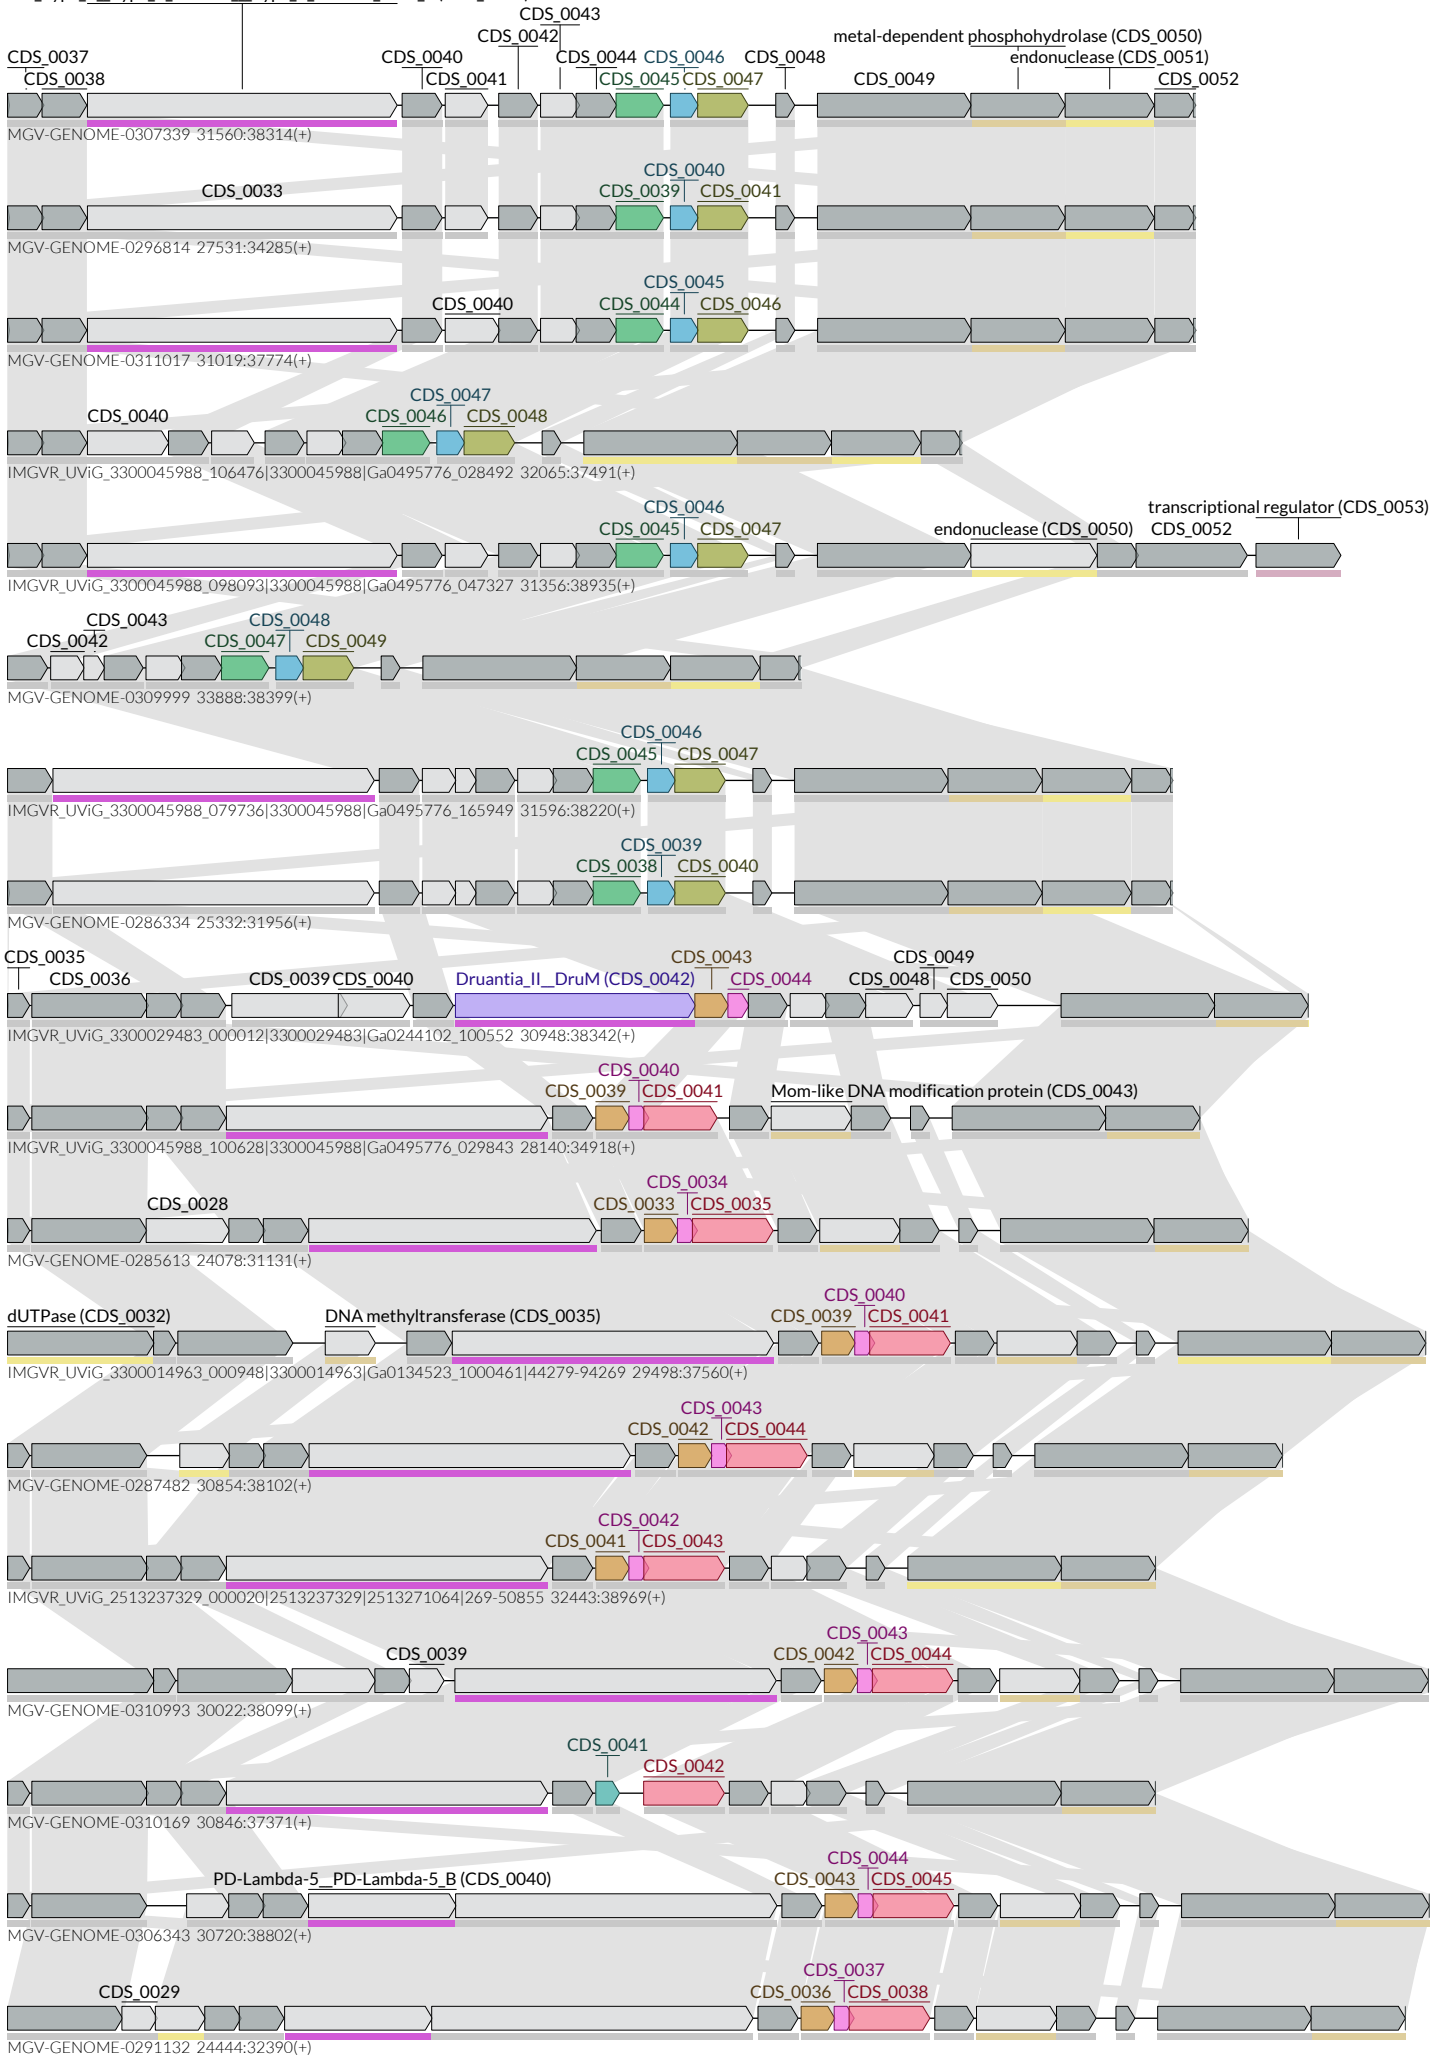 CDS_0043
CDS_0042
metal-dependent phosphohydrolase (CDS_0050)
CDS_0037 CDS_0040 CDS_0044 CDS_0046 CDS_0048 endonuclease (CDS_0051)
CDS_0038 CDS_0041 CDS_0045 CDS_0047 CDS_0049 CDS_0052
MGV-GENOME-0307339 31560:38314(+)
CDS_0040
CDS_0033 CDS_0039 CDS_0041
MGV-GENOME-0296814 27531:34285(+)
CDS_0045
CDS_0040 CDS_0044 CDS_0046
MGV-GENOME-0311017 31019:37774(+)
CDS_0047
CDS_0040 CDS_0046 CDS_0048
IMGVR_UViG_3300045988_106476|3300045988|Ga0495776_028492 32065:37491(+)
CDS_0046 transcriptional regulator (CDS_0053)
CDS_0045 CDS_0047 endonuclease (CDS_0050) CDS_0052
IMGVR_UViG_3300045988_098093|3300045988|Ga0495776_047327 31356:38935(+)
CDS_0043 CDS_0048
CDS_0042 CDS_0047 CDS_0049
MGV-GENOME-0309999 33888:38399(+)
CDS_0046
CDS_0045 CDS_0047
IMGVR_UViG_3300045988_079736|3300045988|Ga0495776_165949 31596:38220(+)
CDS_0039
CDS_0038 CDS_0040
MGV-GENOME-0286334 25332:31956(+)
CDS_0035 CDS_0043 CDS_0049
CDS_0036 CDS_0039 CDS_0040 Druantia_II__DruM (CDS_0042) CDS_0044 CDS_0048 CDS_0050
IMGVR_UViG_3300029483_000012|3300029483|Ga0244102_100552 30948:38342(+)
CDS_0040
CDS_0039 CDS_0041 Mom-like DNA modification protein (CDS_0043)
IMGVR_UViG_3300045988_100628|3300045988|Ga0495776_029843 28140:34918(+)
CDS_0034
CDS_0028 CDS_0033 CDS_0035
MGV-GENOME-0285613 24078:31131(+)
CDS_0040
dUTPase (CDS_0032) DNA methyltransferase (CDS_0035) CDS_0039 CDS_0041
IMGVR_UViG_3300014963_000948|3300014963|Ga0134523_1000461|44279-94269 29498:37560(+)
CDS_0043
CDS_0042 CDS_0044
MGV-GENOME-0287482 30854:38102(+)
CDS_0042
CDS_0041 CDS_0043
IMGVR_UViG_2513237329_000020|2513237329|2513271064|269-50855 32443:38969(+)
CDS_0043
CDS_0039 CDS_0042 CDS_0044
MGV-GENOME-0310993 30022:38099(+)
CDS_0041
CDS_0042
MGV-GENOME-0310169 30846:37371(+)
CDS_0044
PD-Lambda-5__PD-Lambda-5_B (CDS_0040) CDS_0043 CDS_0045
MGV-GENOME-0306343 30720:38802(+)
CDS_0037
CDS_0029 CDS_0036 CDS_0038
MGV-GENOME-0291132 24444:32390(+)